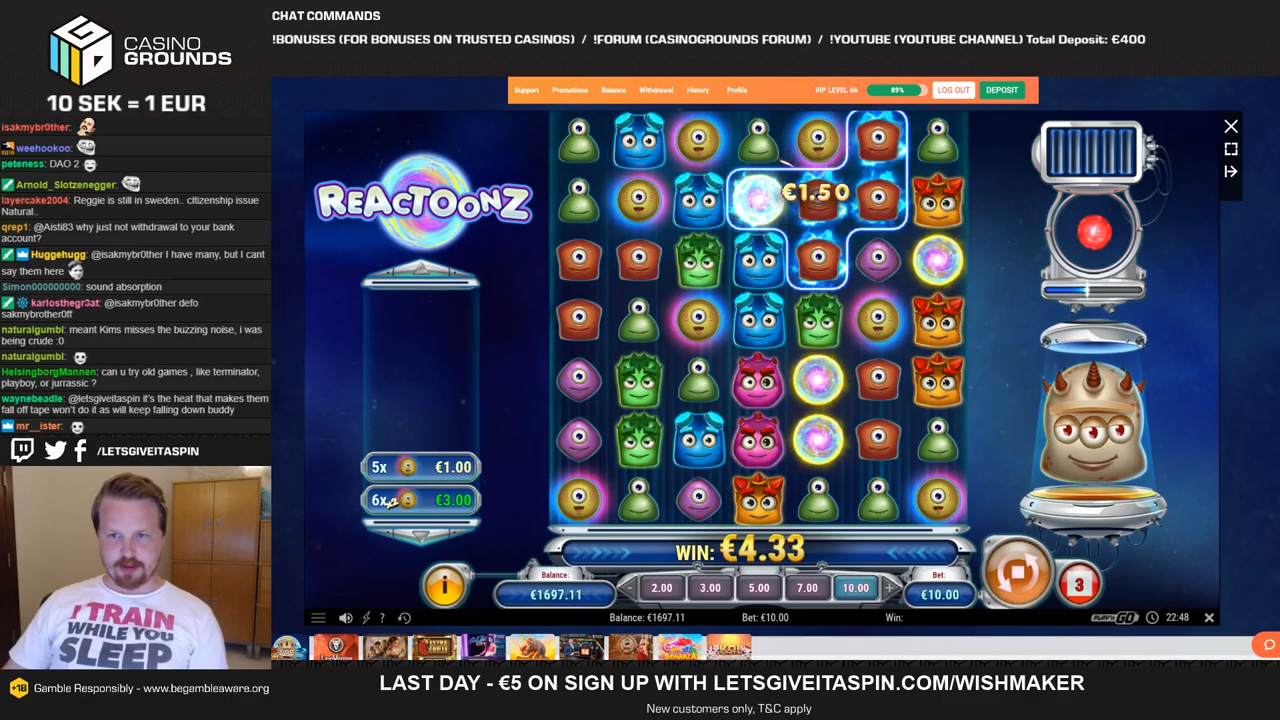 CHAT COMMANDS
!BONUSES (FOR BONUSES ON TRUSTED CASINOS) / !FORUM (CASINOGROUNDS FORUM) / !YOUTUBE (YOUTUBE CHANNEL) Total Deposit: €400
CASINO
GROUNDS
10 SEK = 1 EUR
Support Promotions Balance Withdrawal History Profile VIP LEVEL 66 89% LOG OUT DEPOSIT
isakmybr0ther:
weehookoo:
peteness: DAO 2
Arnold_Slotzenegger:
layercake2004: Reggie is still in sweden.. citizenship issue
Natural..
qrep1: @Aisti83 why just not withdrawal to your bank
account?
Huggehugg: @isakmybr0ther I have many, but I cant
say them here
Simon000000000: sound absorption
karlosthegr3at: @isakmybr0ther defo
sakmybrother0ff
naturalgumbl: meant Kims misses the buzzing noise, i was
being crude :0
naturalgumbl:
HelsingborgMannen: can u try old games , like terminator,
playboy, or jurrassic ?
waynebeadle: @letsgiveitaspin it's the heat that makes them
fall off tape won't do it as will keep falling down buddy
mr__ister:
/LETSGIVEITASPIN
REACTOONZ
€1.50
5x €1.00
6x €3.00
WIN: €4.33
Balance:
€1697.11
2.00 3.00 5.00 7.00 10.00
Bet:
€10.00
3
Balance: €1697.11 Bet: €10.00 Win: PLAY'N GO 22:48
I TRAIN
WHILE YOU
SLEEP
+18 Gamble Responsibly - www.begambleaware.org
LAST DAY - €5 ON SIGN UP WITH LETSGIVEITASPIN.COM/WISHMAKER
New customers only, T&C apply